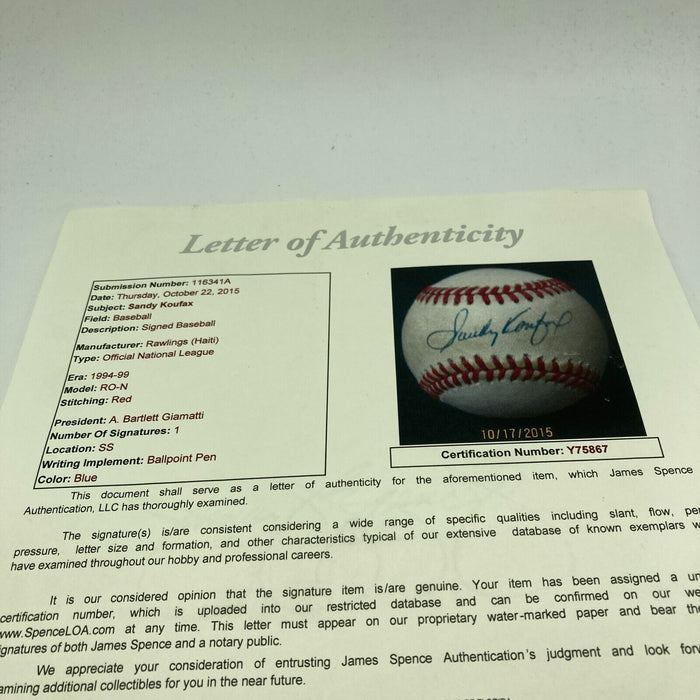 Letter of Authenticity
Submission Number: 116341A
Date: Thursday, October 22, 2015
Subject: Sandy Koufax
Field: Baseball
Description: Signed Baseball
Manufacturer: Rawlings (Haiti)
Type: Official National League
Era: 1994-99
Model: RO-N
Stitching: Red
President: A. Bartlett Giamatti
Number Of Signatures: 1
Location: SS
Writing Implement: Ballpoint Pen
Color: Blue
Sandy Koufax
10/17/2015
Certification Number: Y75867
This document shall serve as a letter of authenticity for the aforementioned item, which James Spence
Authentication, LLC has thoroughly examined.
The signature(s) is/are consistent considering a wide range of specific qualities including slant, flow, pe
pressure, letter size and formation, and other characteristics typical of our extensive database of known exemplars w
have examined throughout our hobby and professional careers.
It is our considered opinion that the signature item is/are genuine. Your item has been assigned a un
certification number, which is uploaded into our restricted database and can be confirmed on our we
www.SpenceLOA.com at any time. This letter must appear on our proprietary water-marked paper and bear the
ignatures of both James Spence and a notary public.
We appreciate your consideration of entrusting James Spence Authentication's judgment and look forw
amining additional collectibles for you in the near future.